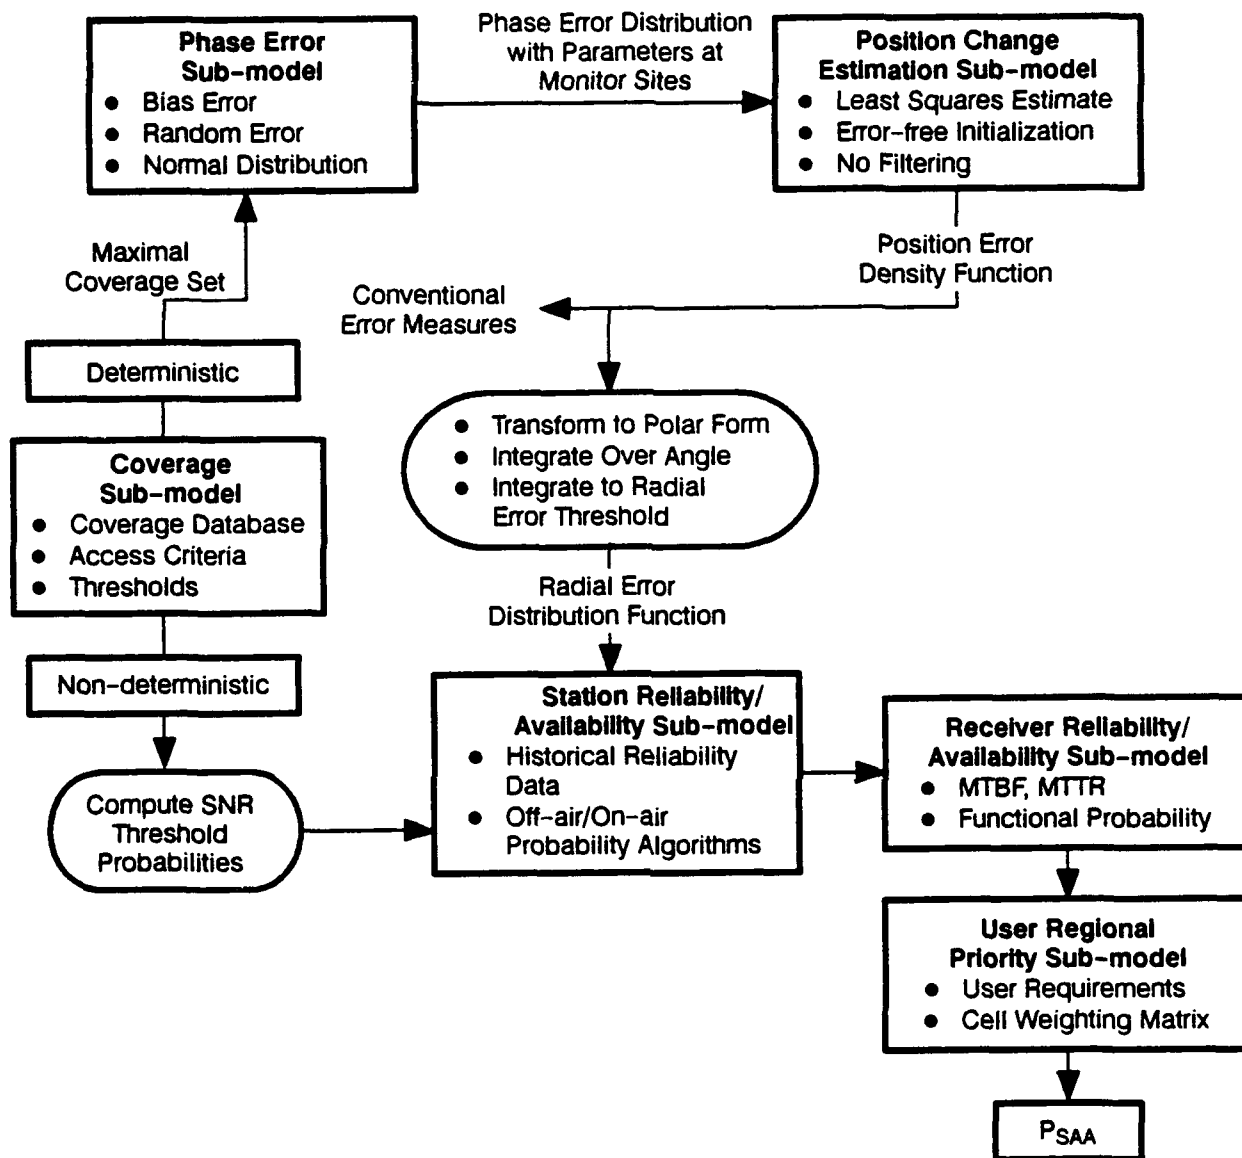 Phase Error
Sub-model
● Bias Error
● Random Error
● Normal Distribution
Phase Error Distribution
with Parameters at
Monitor Sites
Position Change
Estimation Sub-model
● Least Squares Estimate
● Error-free Initialization
● No Filtering
Maximal
Coverage Set
Position Error
Density Function
Conventional
Error Measures
Deterministic
● Transform to Polar Form
● Integrate Over Angle
● Integrate to Radial
Error Threshold
Coverage
Sub-model
● Coverage Database
● Access Criteria
● Thresholds
Radial Error
Distribution Function
Non-deterministic
Station Reliability/
Availability Sub-model
● Historical Reliability
Data
● Off-air/On-air
Probability Algorithms
Receiver Reliability/
Availability Sub-model
● MTBF, MTTR
● Functional Probability
Compute SNR
Threshold
Probabilities
User Regional
Priority Sub-model
● User Requirements
● Cell Weighting Matrix
PSAA